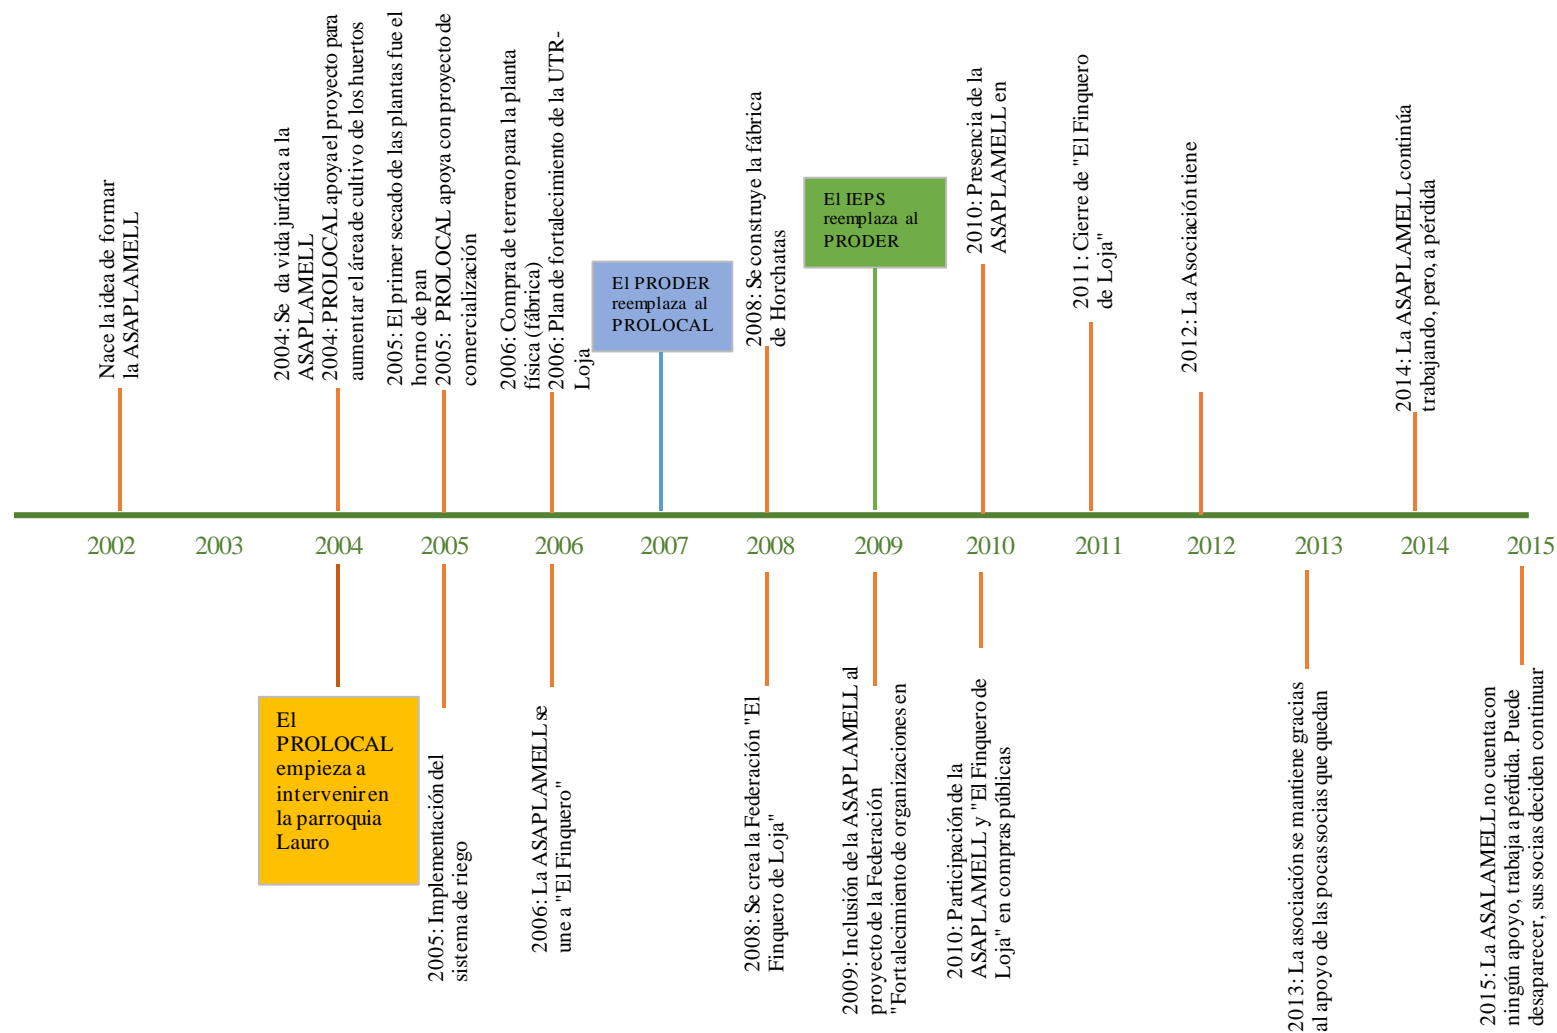 Nace la idea de formar
la ASAPLAMELL
2004: Se da vida jurídica a la
ASAPLAMELL
2004: PROLOCAL apoya el proyecto para
aumentar el área de cultivo de los huertos
2005: El primer secado de las plantas fue el
horno de pan
2005: PROLOCAL apoya con proyecto de
comercialización
2006: Compra de terreno para la planta
física (fábrica)
2006: Plan de fortalecimiento de la UTR-
Loja
El PRODER
reemplaza al
PROLOCAL
2008: Se construye la fábrica
de Horchatas
El IEPS
reemplaza al
PRODER
2010: Presencia de la
ASAPLAMELL en
2011: Cierre de "El Finquero
de Loja"
2012: La Asociación tiene
2014: La ASAPLAMELL continúa
trabajando, pero, a pérdida
2002
2003
2004
2005
2006
2007
2008
2009
2010
2011
2012
2013
2014
2015
El
PROLOCAL
empieza a
intervenir en
la parroquia
Lauro
2005: Implementación del
sistema de riego
2006: La ASAPLAMELL se
une a "El Finquero"
2008: Se crea la Federación "El
Finquero de Loja"
2009: Inclusión de la ASAPLAMELL al
proyecto de la Federación
"Fortalecimiento de organizaciones en
2010: Participación de la
ASAPLAMELL y "El Finquero de
Loja" en compras públicas
2013: La asociación se mantiene gracias
al apoyo de las pocas socias que quedan
2015: La ASALAMELL no cuenta con
ningún apoyo, trabaja a pérdida. Puede
desaparecer, sus socias deciden continuar